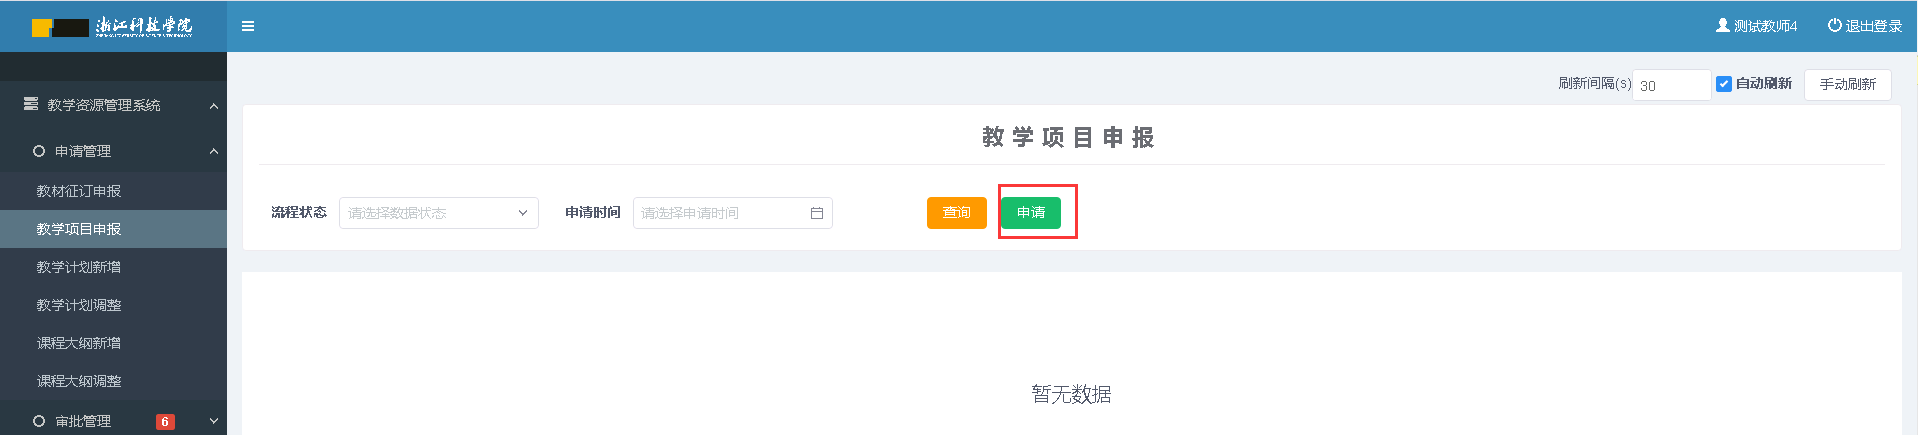 浙江科技学院
测试教师4
退出登录
刷新间隔(s)
30
自动刷新
手动刷新
教学资源管理系统
申请管理
教材征订申报
教学项目申报
教学计划新增
教学计划调整
课程大纲新增
课程大纲调整
审批管理
6
教学项目申报
流程状态
请选择数据状态
申请时间
请选择申请时间
查询
申请
暂无数据